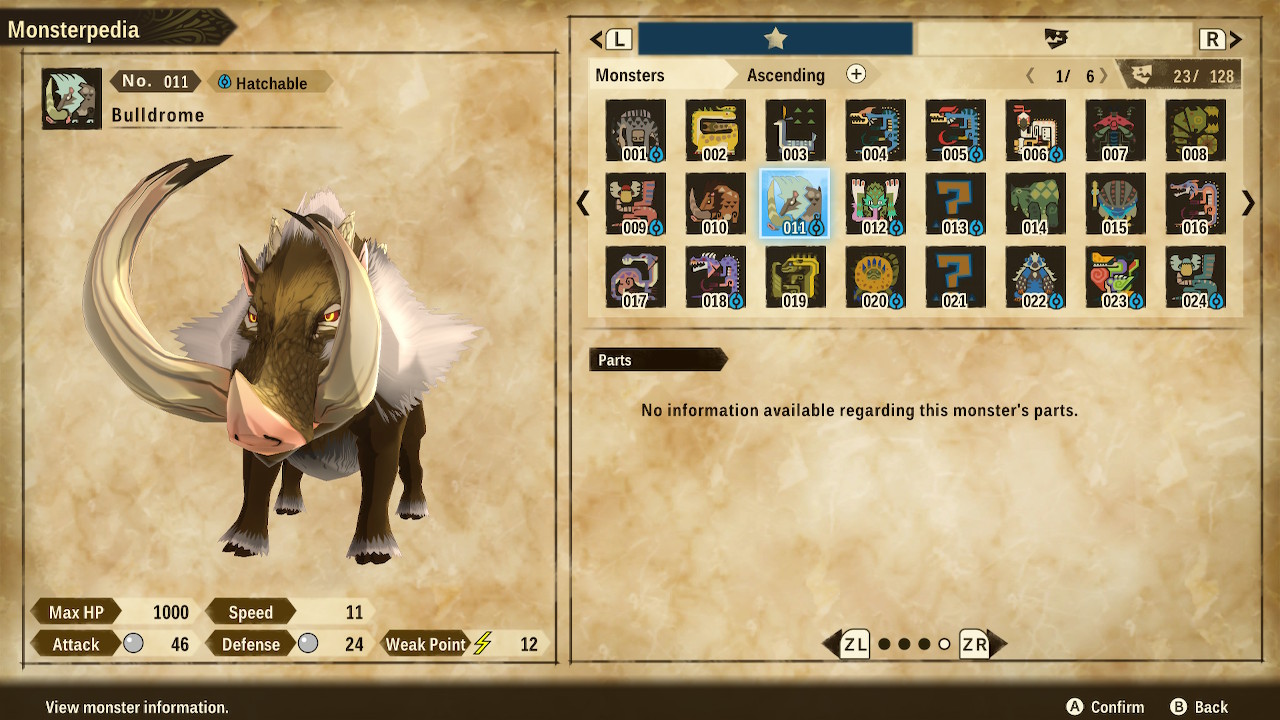 Monsterpedia
No. 011
Hatchable
Bulldrome
Max HP 1000 Speed 11
Attack 46 Defense 24 Weak Point 12
L R
Monsters Ascending 1/ 6 23/ 128
001 002 003 004 005 006 007 008
009 010 011 012 013 014 015 016
017 018 019 020 021 022 023 024
Parts
No information available regarding this monster's parts.
ZL ZR
View monster information.
A Confirm B Back